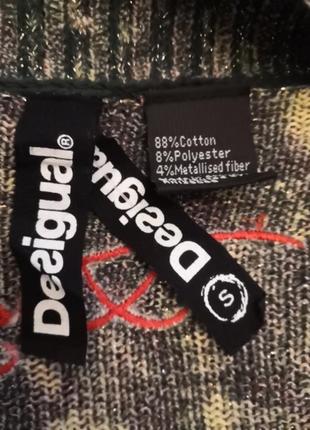 Desigual®
Desigual
S
88%Cotton
8%Polyester
4%Metallised fiber